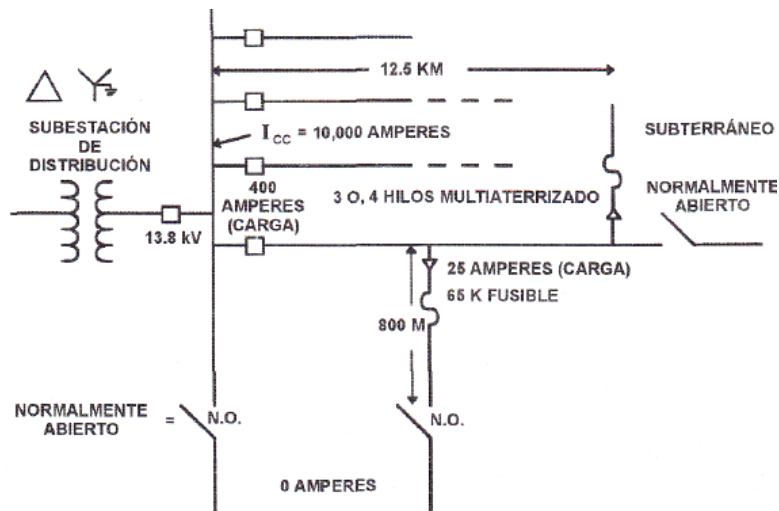 12.5 KM
SUBESTACIÓN
DE
DISTRIBUCIÓN
I CC = 10,000 AMPERES
SUBTERRÁNEO
400
AMPERES
(CARGA)
3 O, 4 HILOS MULTIATERRIZADO
NORMALMENTE
ABIERTO
13.8 kV
25 AMPERES (CARGA)
65 K FUSIBLE
800 M
NORMALMENTE
ABIERTO
=
N.O.
N.O.
0 AMPERES